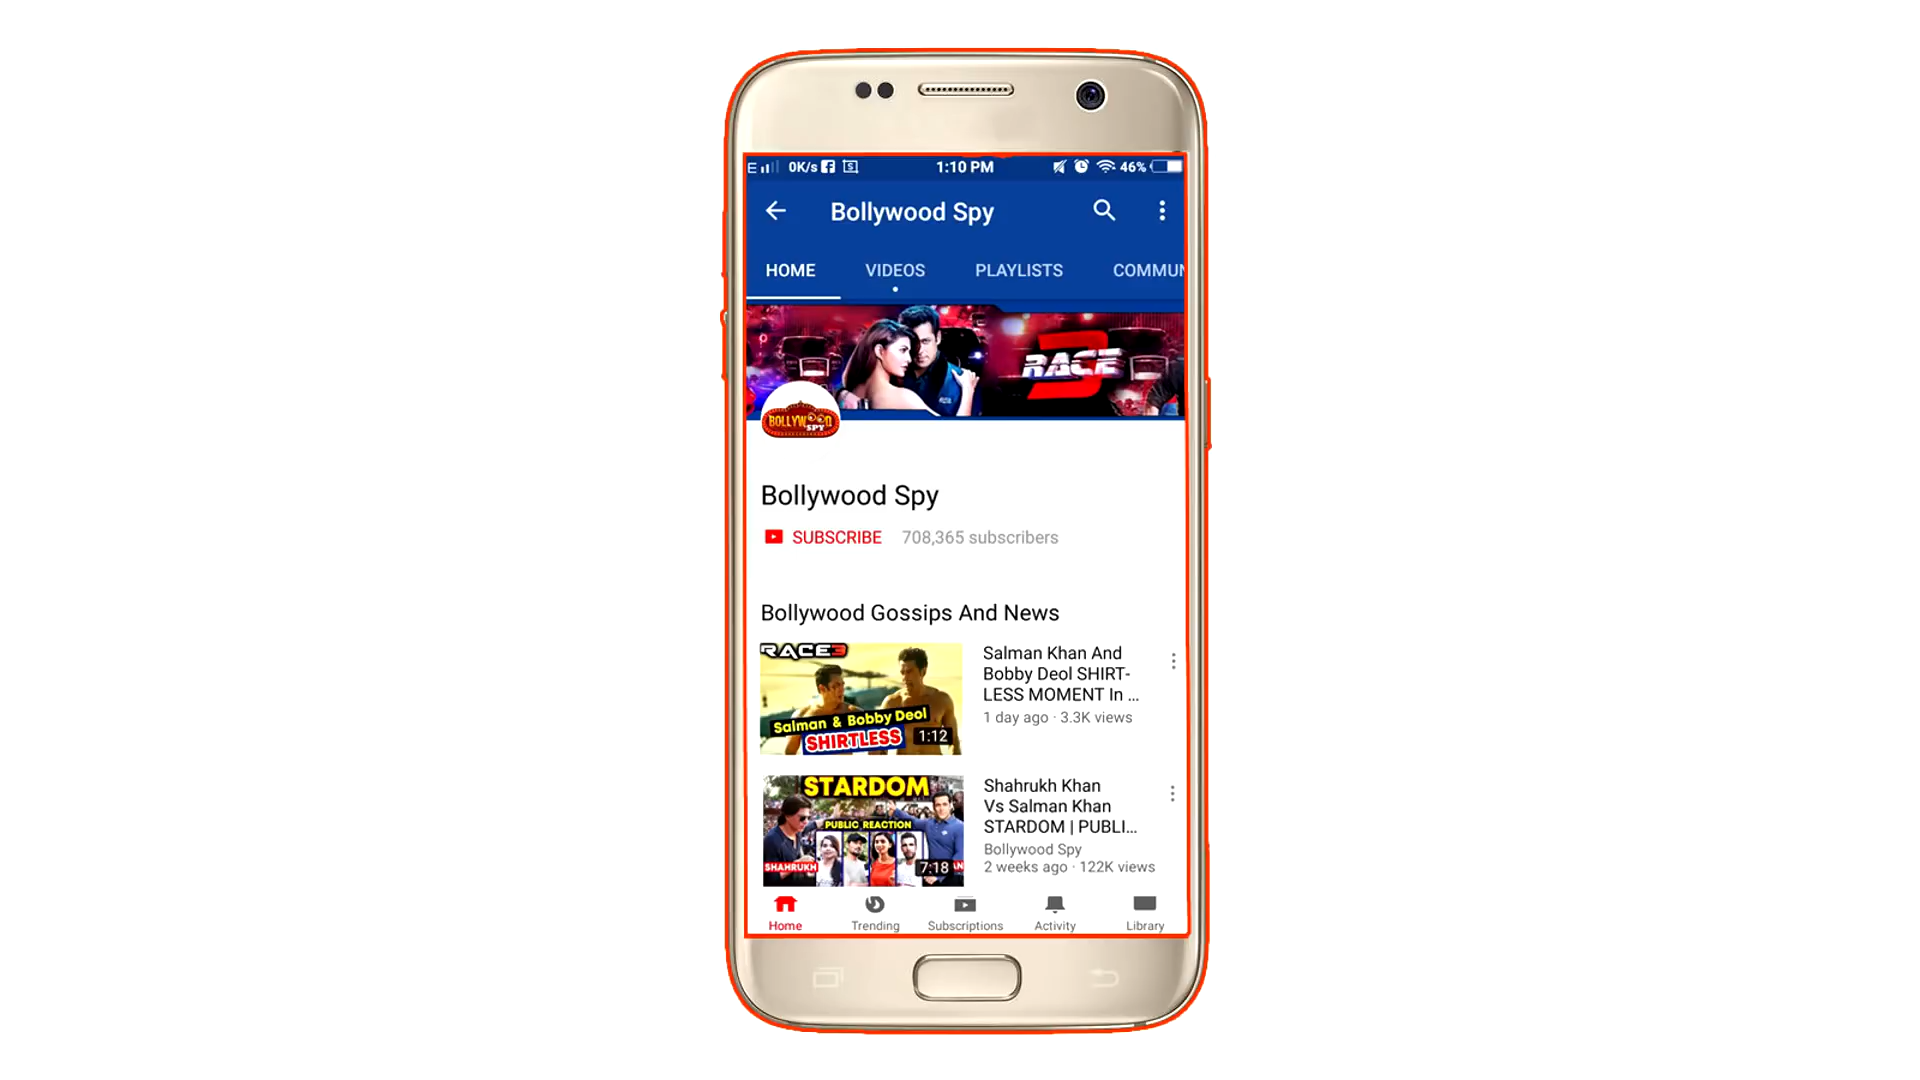 E 0K/s 1:10 PM 46%
Bollywood Spy
HOME VIDEOS PLAYLISTS COMMUN
RACE 3
BOLLYWOOD
SPY
Bollywood Spy
SUBSCRIBE 708,365 subscribers
Bollywood Gossips And News
RACE3
Salman & Bobby Deol
SHIRTLESS
1:12
Salman Khan And
Bobby Deol SHIRT-
LESS MOMENT In ...
1 day ago · 3.3K views
STARDOM
PUBLIC REACTION
SHAHRUKH
7:18
Shahrukh Khan
Vs Salman Khan
STARDOM | PUBLI...
Bollywood Spy
2 weeks ago · 122K views
Home Trending Subscriptions Activity Library